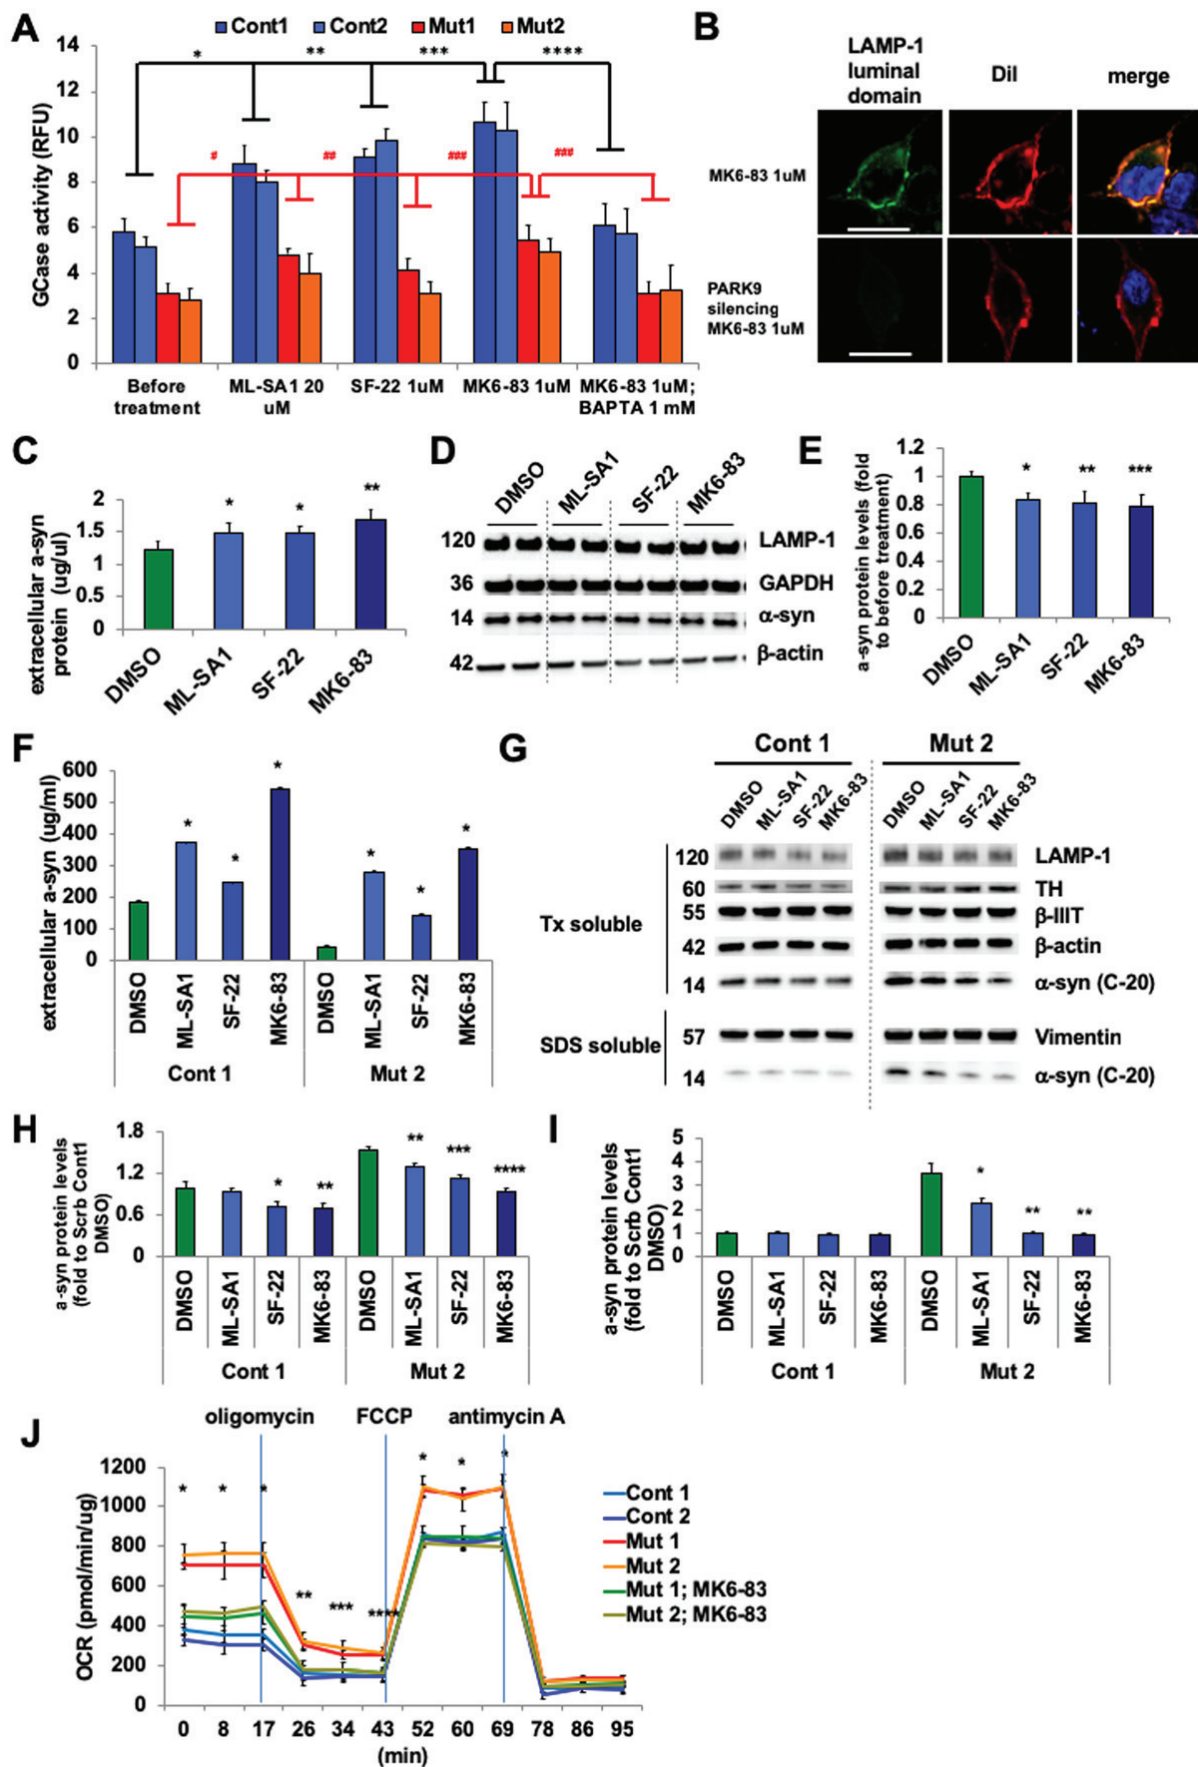 A
Cont1 Cont2 Mut1 Mut2
GCase activity (RFU)
14
12
10
8
6
4
2
0
* ** *** ****
# ## ### ###
Before
treatment
ML-SA1 20
uM
SF-22 1uM
MK6-83 1uM
MK6-83 1uM;
BAPTA 1 mM
B
LAMP-1
luminal
domain
Dil
merge
MK6-83 1uM
PARK9
silencing
MK6-83 1uM
C
extracellular a-syn
protein (ug/ul)
2
1.5
1
0.5
0
* * **
DMSO
ML-SA1
SF-22
MK6-83
D
DMSO
ML-SA1
SF-22
MK6-83
120 LAMP-1
36 GAPDH
14 α-syn
42 β-actin
E
a-syn protein levels (fold
to before treatment)
1.2
1
0.8
0.6
0.4
0.2
0
* ** ***
DMSO
ML-SA1
SF-22
MK6-83
F
extracellular a-syn (ug/ml)
600
500
400
300
200
100
0
* * * * * *
DMSO
ML-SA1
SF-22
MK6-83
DMSO
ML-SA1
SF-22
MK6-83
Cont 1 Mut 2
G
Cont 1 Mut 2
DMSO
ML-SA1
SF-22
MK6-83
DMSO
ML-SA1
SF-22
MK6-83
Tx soluble
120 LAMP-1
60 TH
55 β-IIIT
42 β-actin
14 α-syn (C-20)
SDS soluble
57 Vimentin
14 α-syn (C-20)
H
a-syn protein levels
(fold to Scrb Cont1
DMSO)
1.8
1.2
0.6
0
* ** ** *** ****
DMSO
ML-SA1
SF-22
MK6-83
DMSO
ML-SA1
SF-22
MK6-83
Cont 1 Mut 2
I
a-syn protein levels
(fold to Scrb Cont1
DMSO)
5
4
3
2
1
0
* ** **
DMSO
ML-SA1
SF-22
MK6-83
DMSO
ML-SA1
SF-22
MK6-83
Cont 1 Mut 2
J
oligomycin FCCP antimycin A
OCR (pmol/min/ug)
1200
1000
800
600
400
200
0
* * * ** *** **** * * *
0 8 17 26 34 43 52 60 69 78 86 95
(min)
Cont 1
Cont 2
Mut 1
Mut 2
Mut 1; MK6-83
Mut 2; MK6-83